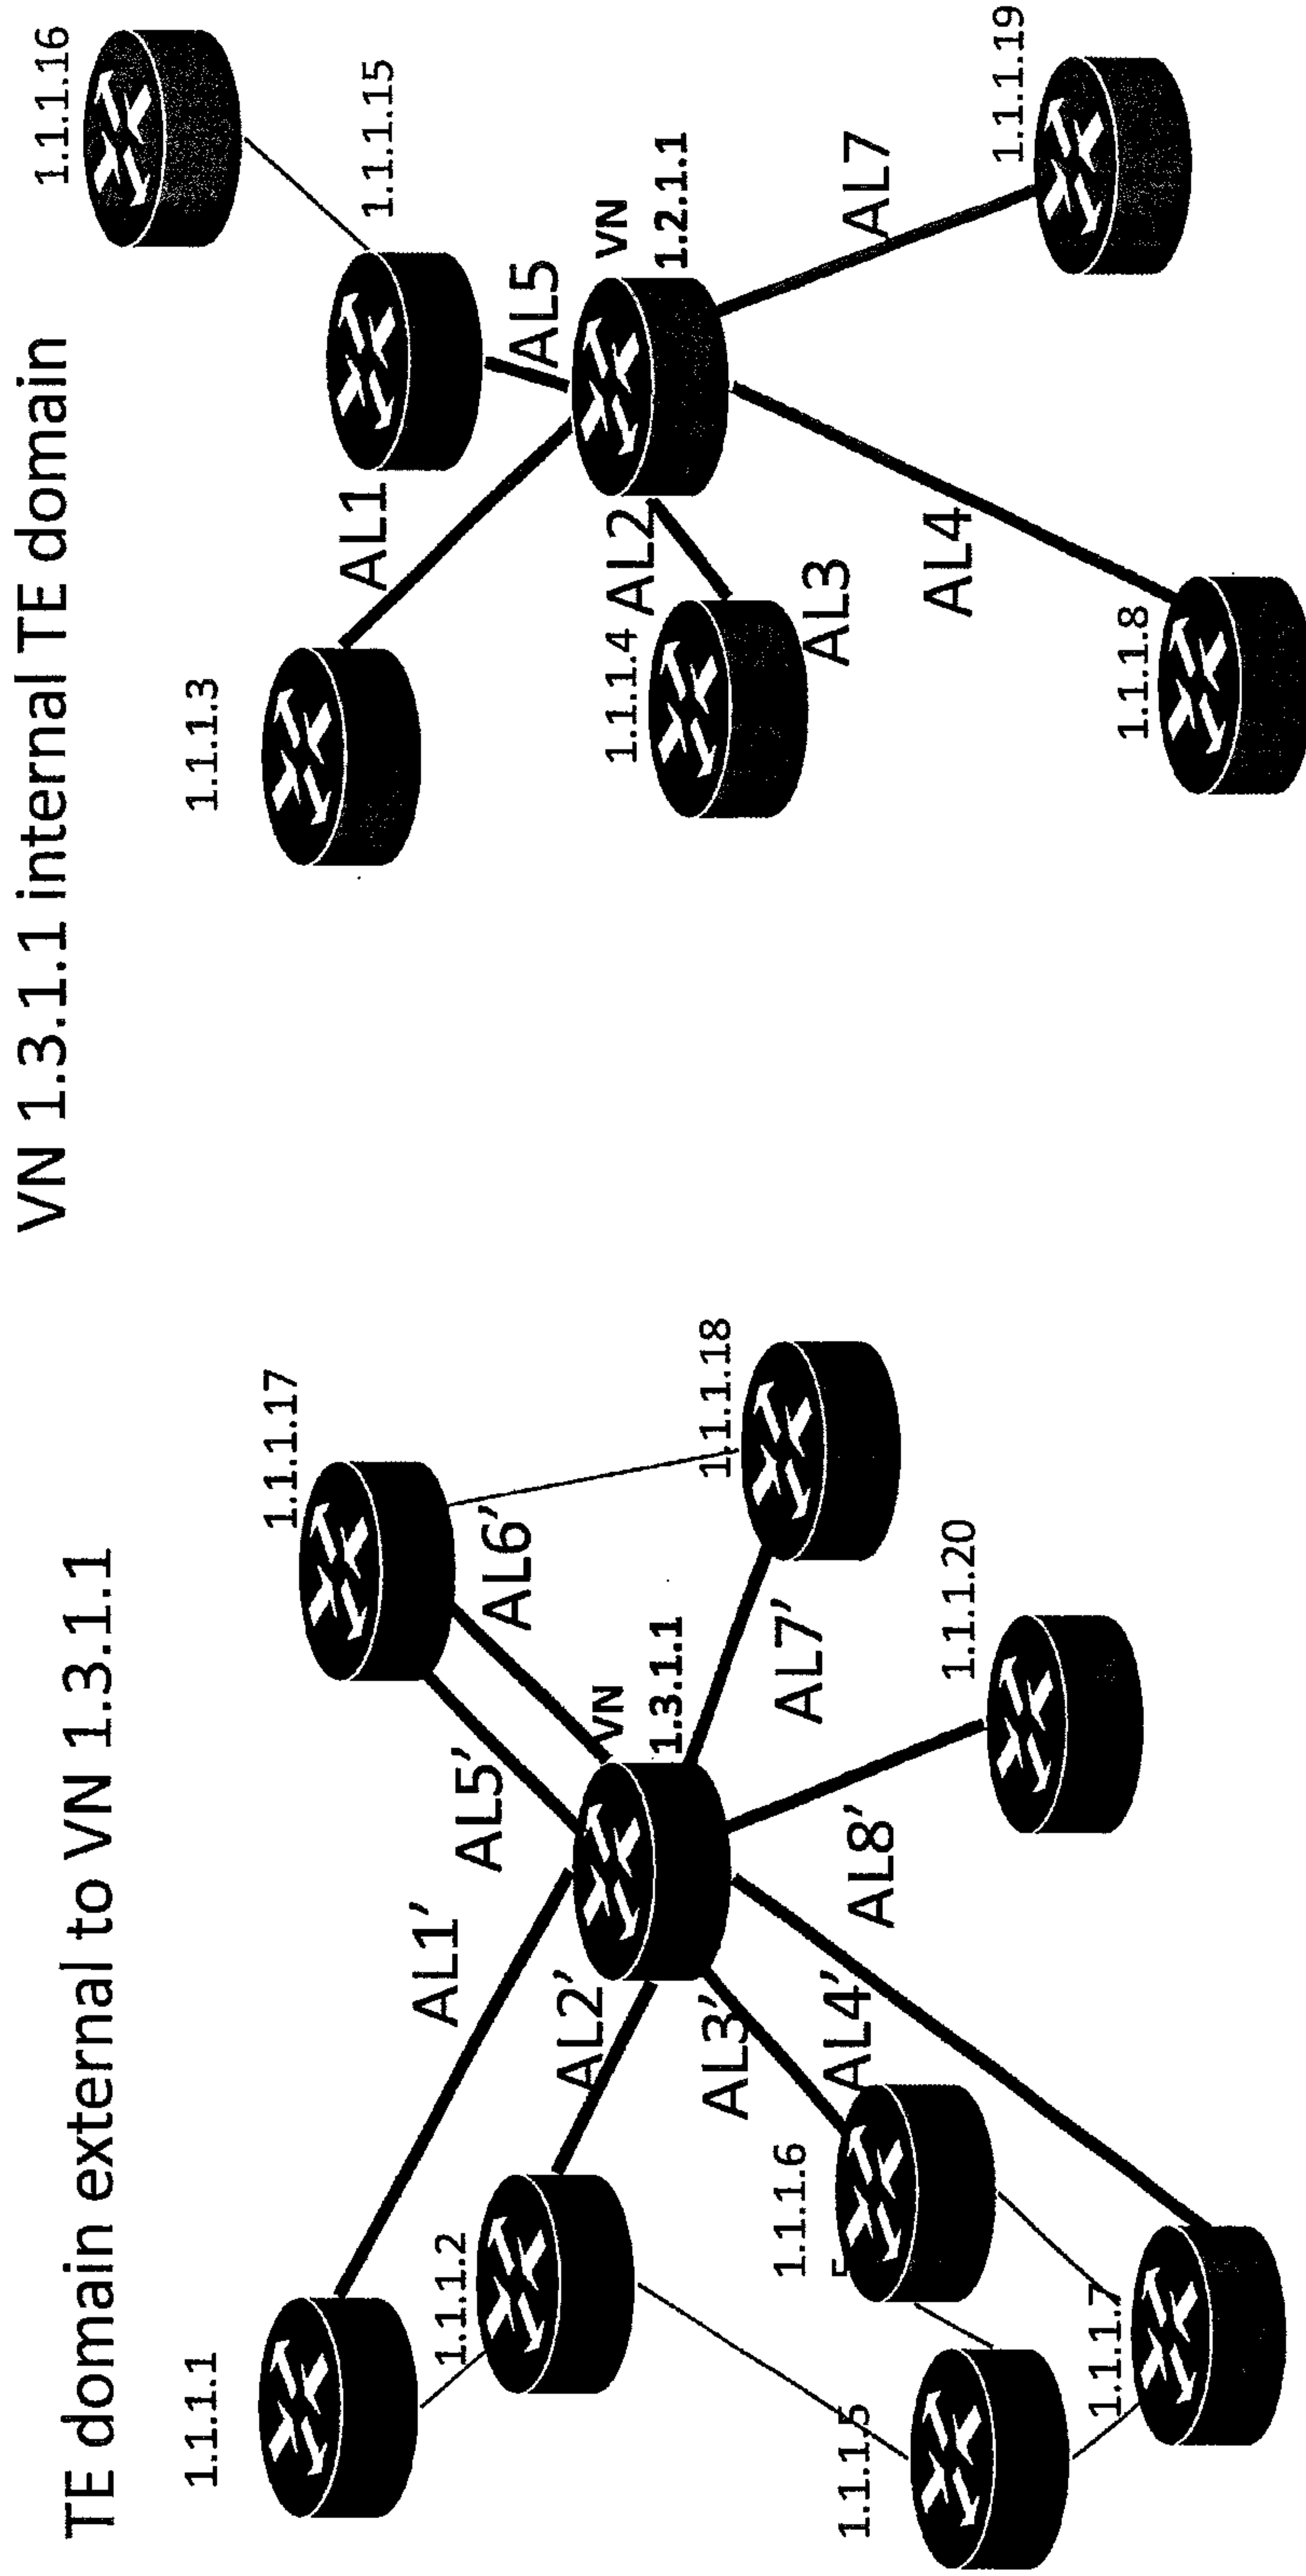 TE domain external to VN 1.3.1.1
1.1.1.1
1.1.1.2
1.1.1.5
1.1.1.6
5
1.1.1.7
1.1.1.17
1.1.1.18
1.1.1.20
VN
1.3.1.1
AL1’
AL2’
AL3’
AL4’
AL5’
AL6’
AL7’
AL8’
VN 1.3.1.1 internal TE domain
1.1.1.3
1.1.1.4
1.1.1.8
1.1.1.15
1.1.1.16
1.1.1.19
VN
1.2.1.1
AL1
AL2
AL3
AL4
AL5
AL7